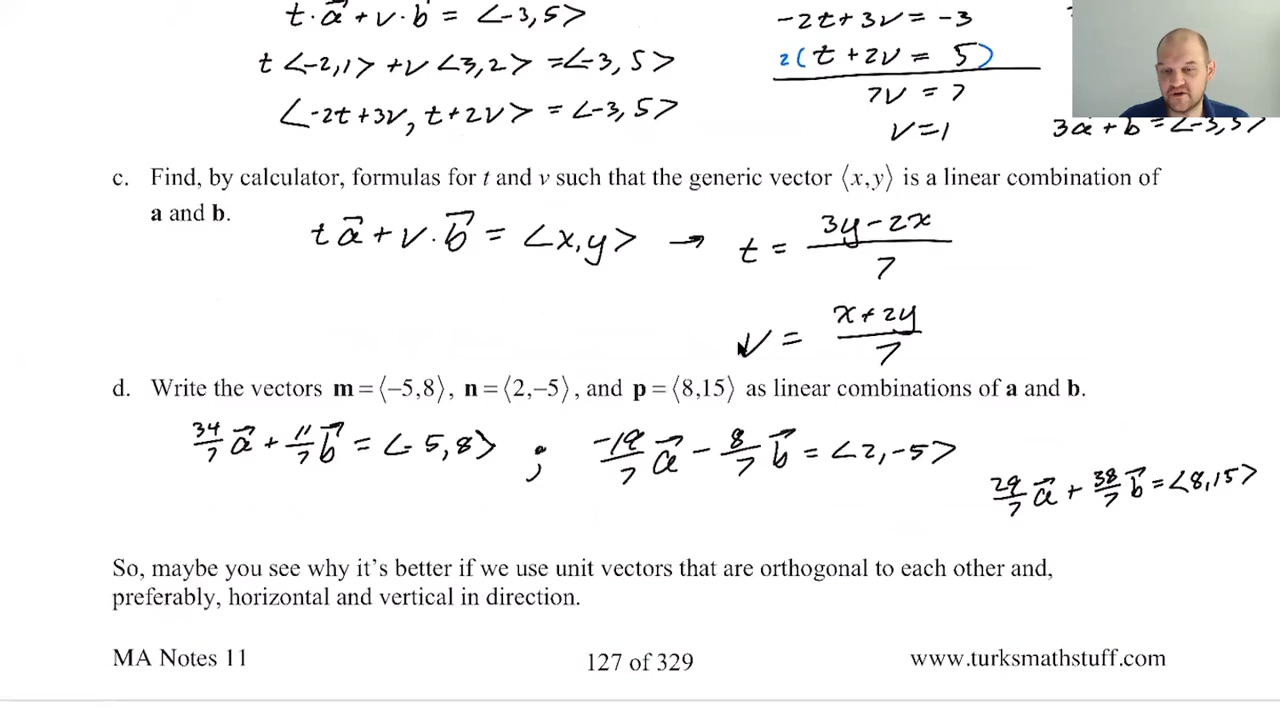 t·a⃗ + v·b⃗ = <-3,5>
t<-2,1> + v<3,2> = <-3,5>
<-2t+3v, t+2v> = <-3,5>
-2t+3v = -3
2(t+2v = 5)
7v = 7
v=1
3a⃗+b⃗=<-3,5>
c. Find, by calculator, formulas for t and v such that the generic vector ⟨x,y⟩ is a linear combination of
a and b.
ta⃗ + v·b⃗ = <x,y> → t = (3y-2x)/7
v = (x+2y)/7
d. Write the vectors m=⟨−5,8⟩, n=⟨2,−5⟩, and p=⟨8,15⟩ as linear combinations of a and b.
34/7 a⃗ + 11/7 b⃗ = <-5,8> ; -19/7 a⃗ - 8/7 b⃗ = <2,-5>
29/7 a⃗ + 38/7 b⃗ = <8,15>
So, maybe you see why it's better if we use unit vectors that are orthogonal to each other and,
preferably, horizontal and vertical in direction.
MA Notes 11
127 of 329
www.turksmathstuff.com